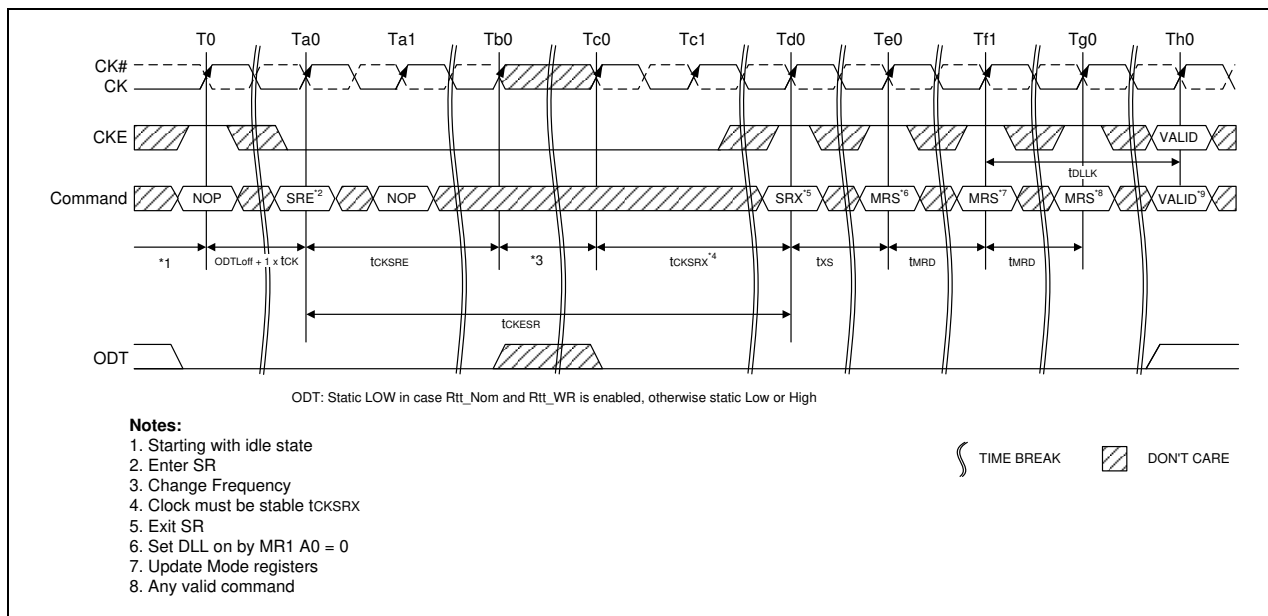 T0 Ta0 Ta1 Tb0 Tc0 Tc1 Td0 Te0 Tf1 Tg0 Th0
CK#
CK
CKE
VALID
tDLLK
Command
NOP SRE*2 NOP SRX*5 MRS*6 MRS*7 MRS*8 VALID*9
*1 ODTLoff + 1 x tCK tCKSRE *3 tCKSRX*4 tXS tMRD tMRD
tCKESR
ODT
ODT: Static LOW in case Rtt_Nom and Rtt_WR is enabled, otherwise static Low or High
Notes:
1. Starting with idle state
2. Enter SR
3. Change Frequency
4. Clock must be stable tCKSRX
5. Exit SR
6. Set DLL on by MR1 A0 = 0
7. Update Mode registers
8. Any valid command
TIME BREAK
DON'T CARE